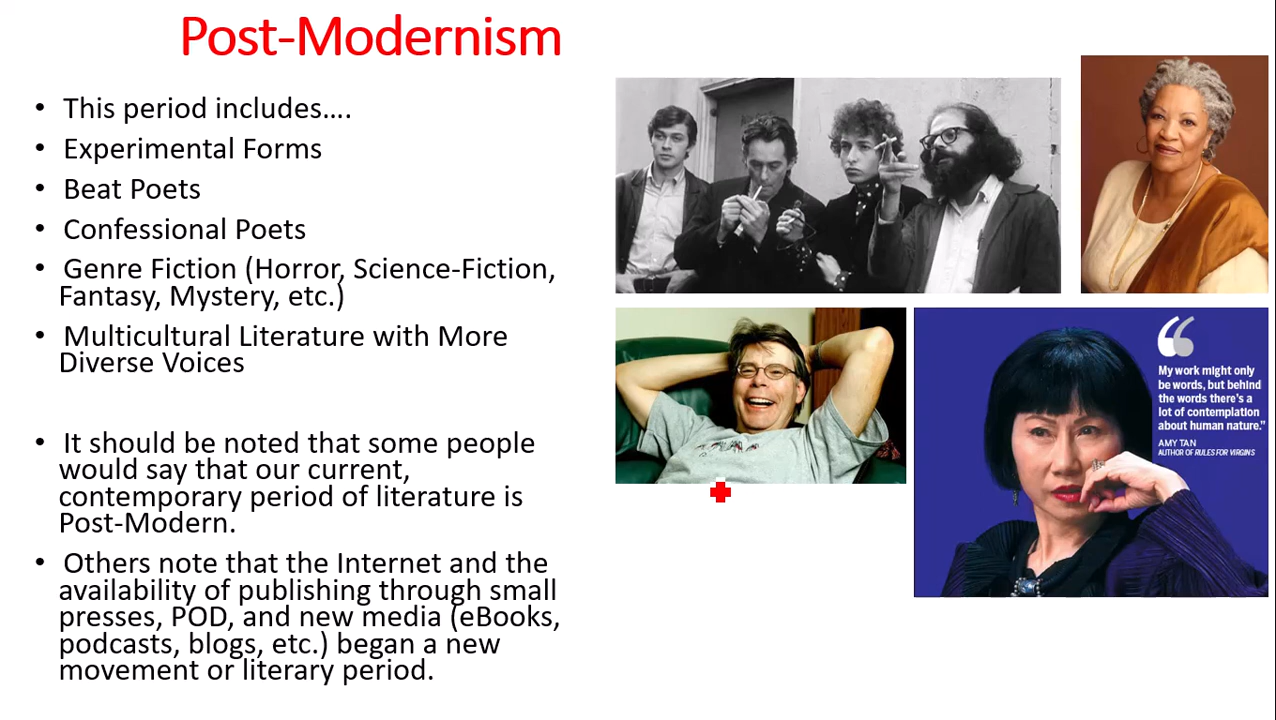 Post-Modernism
• This period includes….
• Experimental Forms
• Beat Poets
• Confessional Poets
• Genre Fiction (Horror, Science-Fiction,
Fantasy, Mystery, etc.)
• Multicultural Literature with More
Diverse Voices
• It should be noted that some people
would say that our current,
contemporary period of literature is
Post-Modern.
• Others note that the Internet and the
availability of publishing through small
presses, POD, and new media (eBooks,
podcasts, blogs, etc.) began a new
movement or literary period.
“
My work might only
be words, but behind
the words there's a
lot of contemplation
about human nature.”
AMY TAN
AUTHOR OF RULES FOR VIRGINS